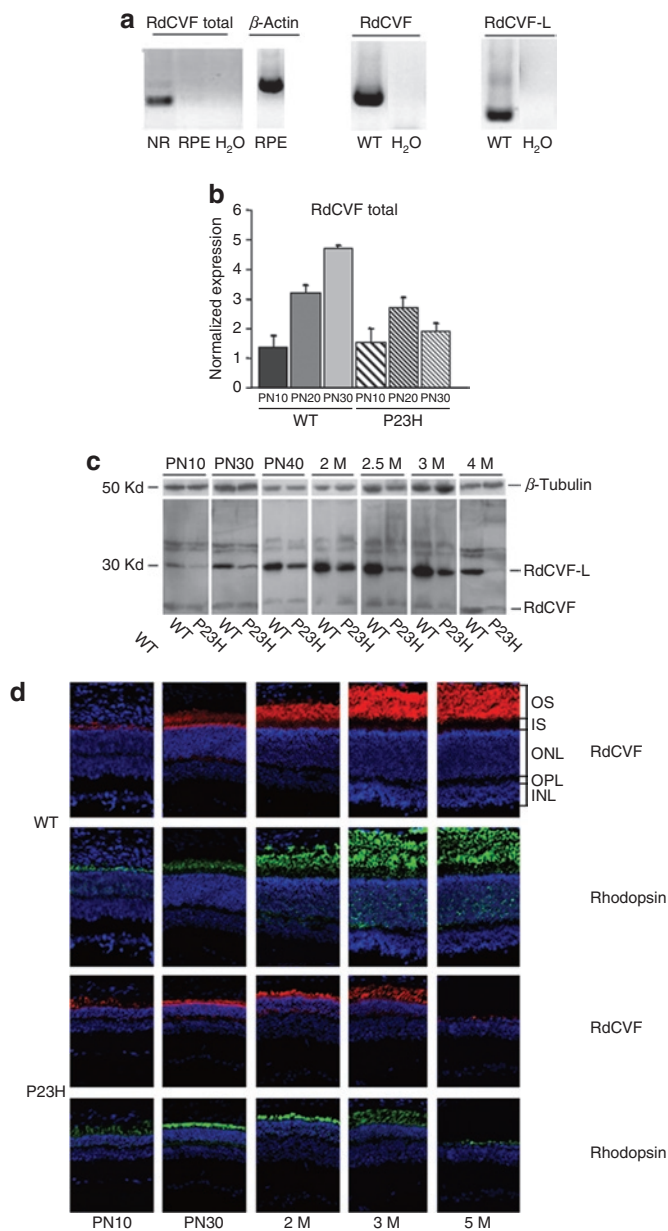 a
RdCVF total β-Actin RdCVF RdCVF-L
NR RPE H₂O RPE WT H₂O WT H₂O
b
RdCVF total
Normalized expression
6
5
4
3
2
1
0
PN10 PN20 PN30 PN10 PN20 PN30
WT P23H
c
PN10 PN30 PN40 2 M 2.5 M 3 M 4 M
50 Kd β-Tubulin
30 Kd RdCVF-L
RdCVF
WT WT P23H WT P23H WT P23H WT P23H WT P23H WT P23H WT P23H
d
OS
IS
ONL RdCVF
OPL
INL
WT
Rhodopsin
RdCVF
P23H
Rhodopsin
PN10 PN30 2 M 3 M 5 M